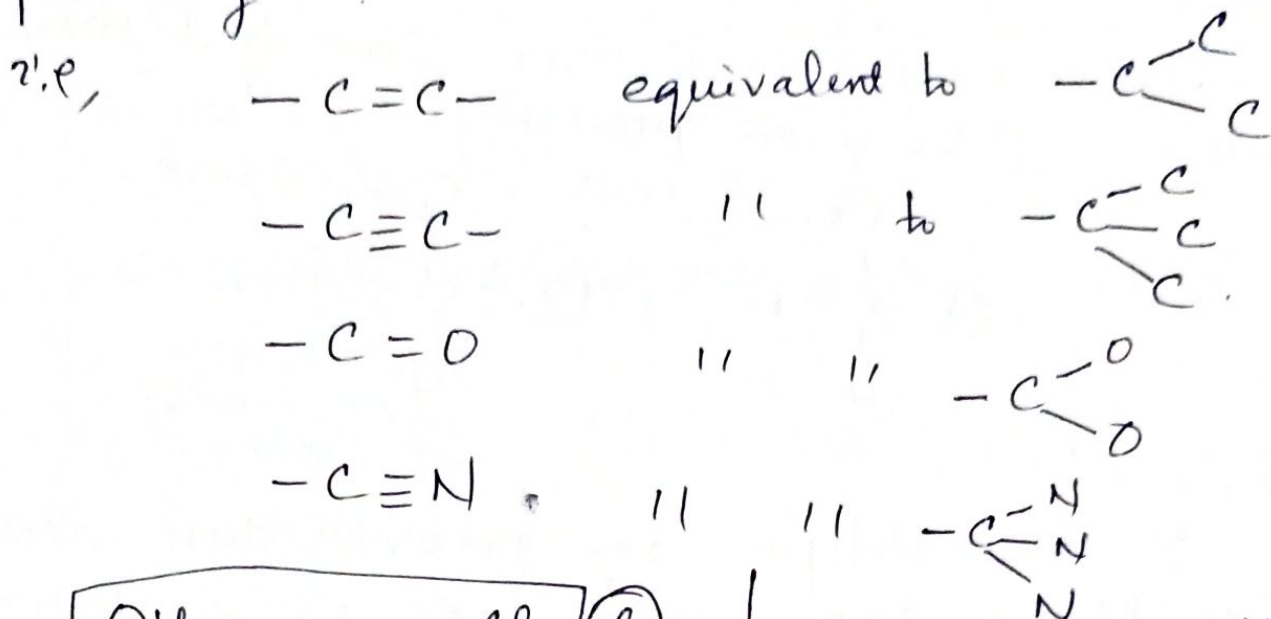 i.e, - C = C - equivalent to - C C C
- C ≡ C - " to - C C C C .
- C = O " " - C O O
- C ≡ N . " " - C N N N